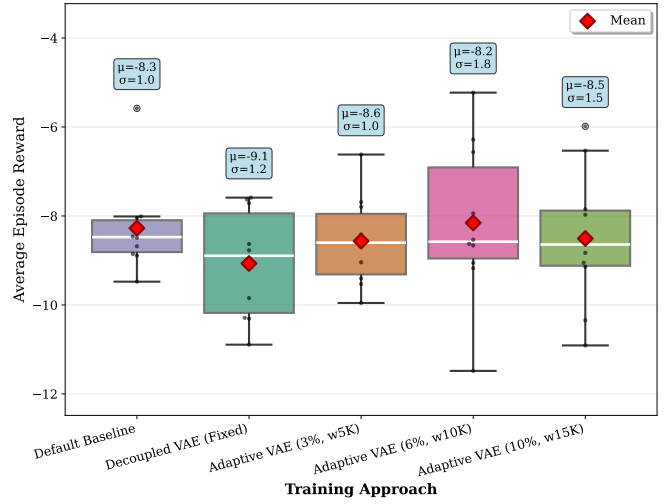 Mean
μ=-8.3
σ=1.0
μ=-9.1
σ=1.2
μ=-8.6
σ=1.0
μ=-8.2
σ=1.8
μ=-8.5
σ=1.5
Average Episode Reward
−4
−6
−8
−10
−12
Default Baseline
Decoupled VAE (Fixed)
Adaptive VAE (3%, w5K)
Adaptive VAE (6%, w10K)
Adaptive VAE (10%, w15K)
Training Approach